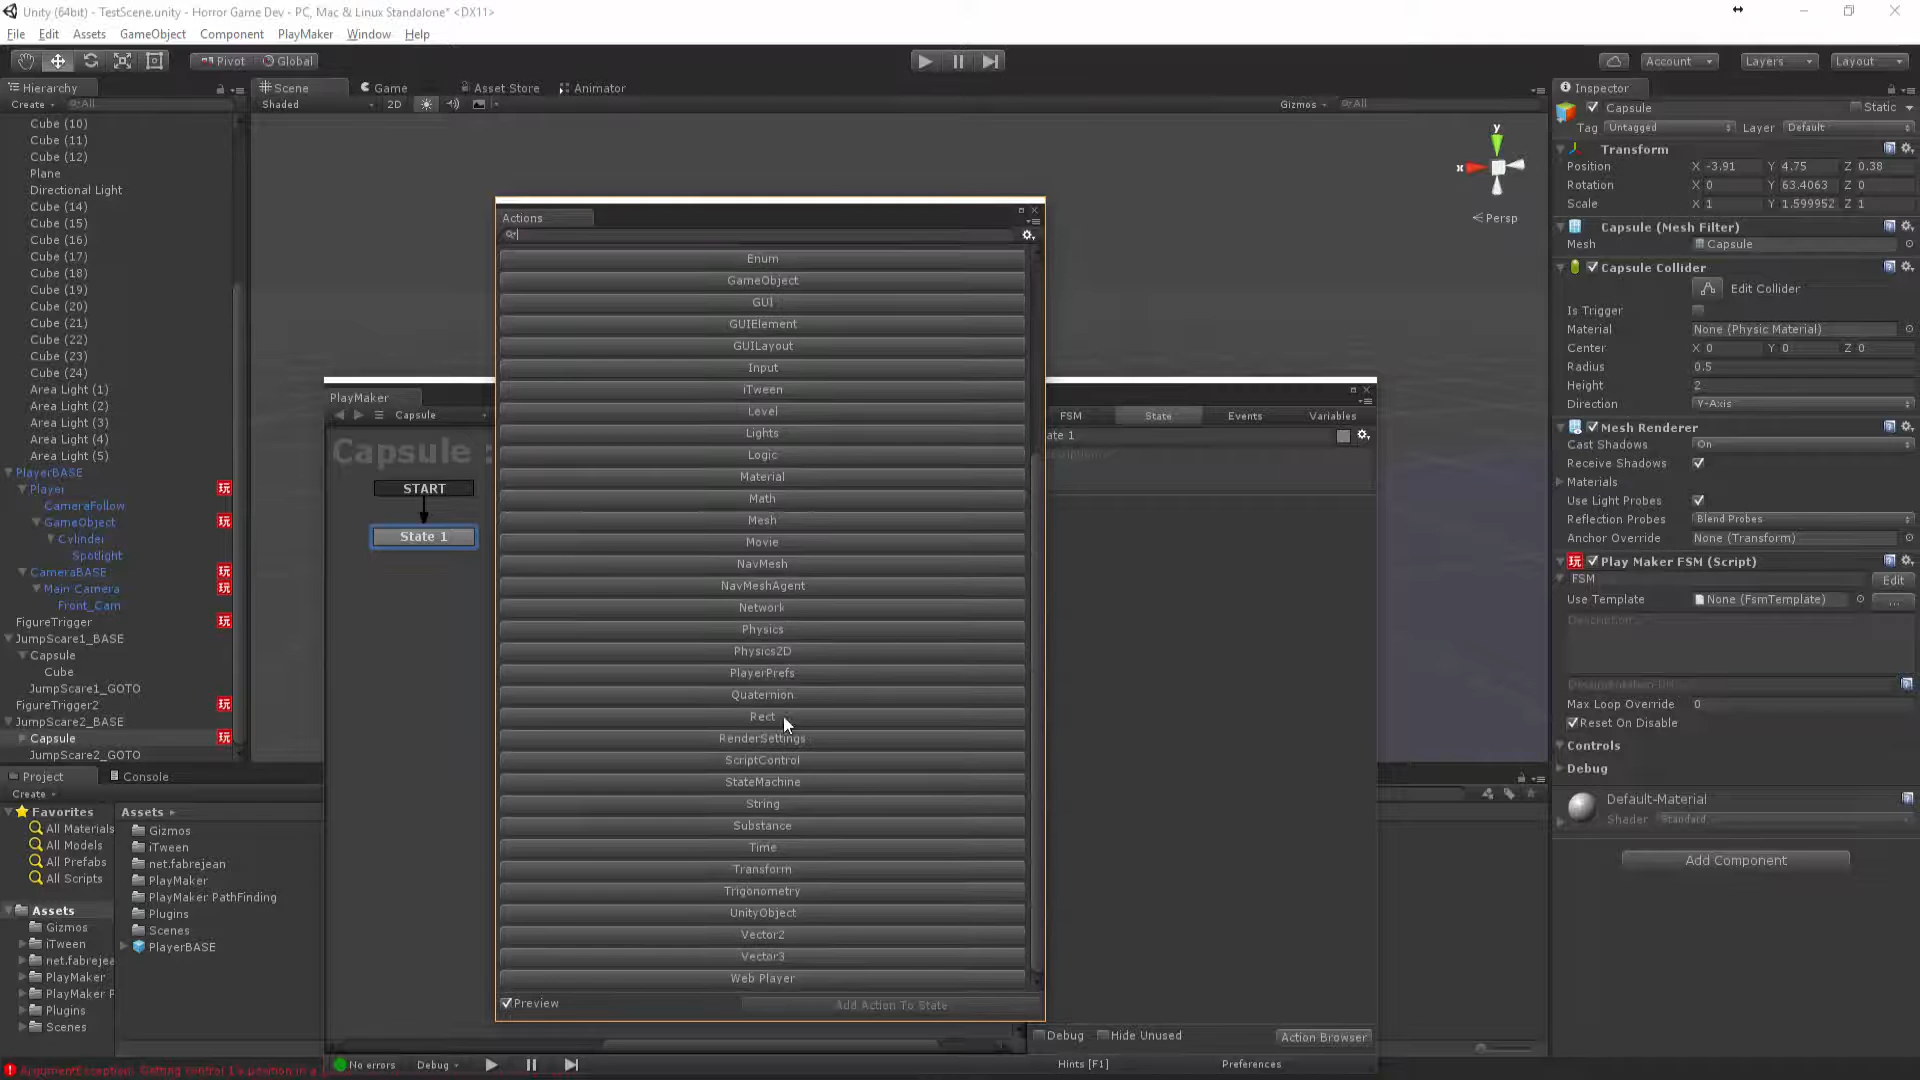 Unity (64bit) - TestScene.unity - Horror Game Dev - PC, Mac & Linux Standalone* <DX11>
File Edit Assets GameObject Component PlayMaker Window Help
Pivot Global Account Layers Layout
Hierarchy Scene Game Asset Store Animator Inspector
Create All Shaded 2D Gizmos All
Capsule Static
Tag Untagged Layer Default
Transform
Position X -3.91 Y 4.75 Z 0.38
Rotation X 0 Y 63.4063 Z 0
Scale X 1 Y 1.599952 Z 1
Capsule (Mesh Filter)
Mesh Capsule
Capsule Collider
Edit Collider
Is Trigger
Material None (Physic Material)
Center X 0 Y 0 Z 0
Radius 0.5
Height 2
Direction Y-Axis
Mesh Renderer
Cast Shadows On
Receive Shadows
Materials
Use Light Probes
Reflection Probes Blend Probes
Anchor Override None (Transform)
Play Maker FSM (Script)
FSM Edit
Use Template None (FsmTemplate) ...
Description...
Max Loop Override 0
Reset On Disable
Controls
Debug
Default-Material
Shader Standard
Add Component
Cube (10)
Cube (11)
Cube (12)
Plane
Directional Light
Cube (14)
Cube (15)
Cube (16)
Cube (17)
Cube (18)
Cube (19)
Cube (20)
Cube (21)
Cube (22)
Cube (23)
Cube (24)
Area Light (1)
Area Light (2)
Area Light (3)
Area Light (4)
Area Light (5)
PlayerBASE
Player
CameraFollow
GameObject
Cylinder
Spotlight
CameraBASE
Main Camera
Front_Cam
FigureTrigger
JumpScare1_BASE
Capsule
Cube
JumpScare1_GOTO
FigureTrigger2
JumpScare2_BASE
Capsule
JumpScare2_GOTO
y
x
Persp
Actions
Enum
GameObject
GUI
GUIElement
GUILayout
Input
iTween
Level
Lights
Logic
Material
Math
Mesh
Movie
NavMesh
NavMeshAgent
Network
Physics
Physics2D
PlayerPrefs
Quaternion
Rect
RenderSettings
ScriptControl
StateMachine
String
Substance
Time
Transform
Trigonometry
UnityObject
Vector2
Vector3
Web Player
Preview Add Action To State
PlayMaker
Capsule FSM State Events Variables
Capsule : ate 1
START
State 1
Debug Hide Unused Action Browser
No errors Debug Hints [F1] Preferences
Project Console
Create
Favorites
All Materials
All Models
All Prefabs
All Scripts
Assets
Gizmos
iTween
net.fabrejea
PlayMaker
PlayMaker P
Plugins
Scenes
Assets
Gizmos
iTween
net.fabrejean
PlayMaker
PlayMaker PathFinding
Plugins
Scenes
PlayerBASE
ArgumentException: Getting control 1's position in a